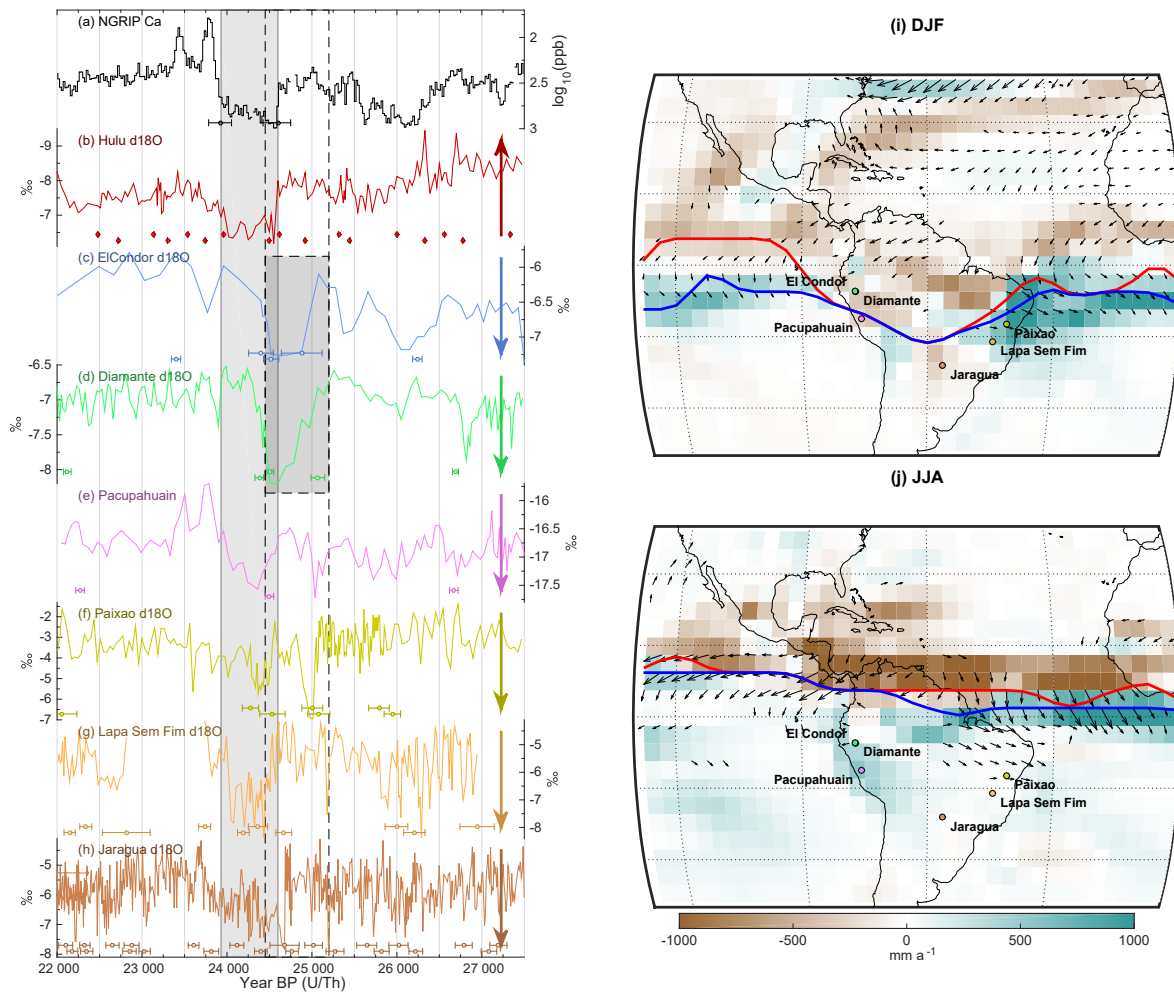 (a) NGRIP Ca
2
2.5
3
log10(ppb)
(b) Hulu d18O
-9
-8
-7
‰
(c) ElCondor d18O
-6
-6.5
-7
‰
(d) Diamante d18O
-6.5
-7
-7.5
-8
‰
(e) Pacupahuain
-16
-16.5
-17
-17.5
‰
(f) Paixao d18O
-2
-3
-4
-5
-6
-7
‰
(g) Lapa Sem Fim d18O
-5
-6
-7
-8
‰
(h) Jaragua d18O
-5
-6
-7
-8
‰
22 000 23 000 24 000 25 000 26 000 27 000
Year BP (U/Th)
(i) DJF
El Condor
Diamante
Pacupahuain
Paixao
Lapa Sem Fim
Jaragua
(j) JJA
El Condor
Diamante
Pacupahuain
Paixao
Lapa Sem Fim
Jaragua
-1000 -500 0 500 1000
mm a-1